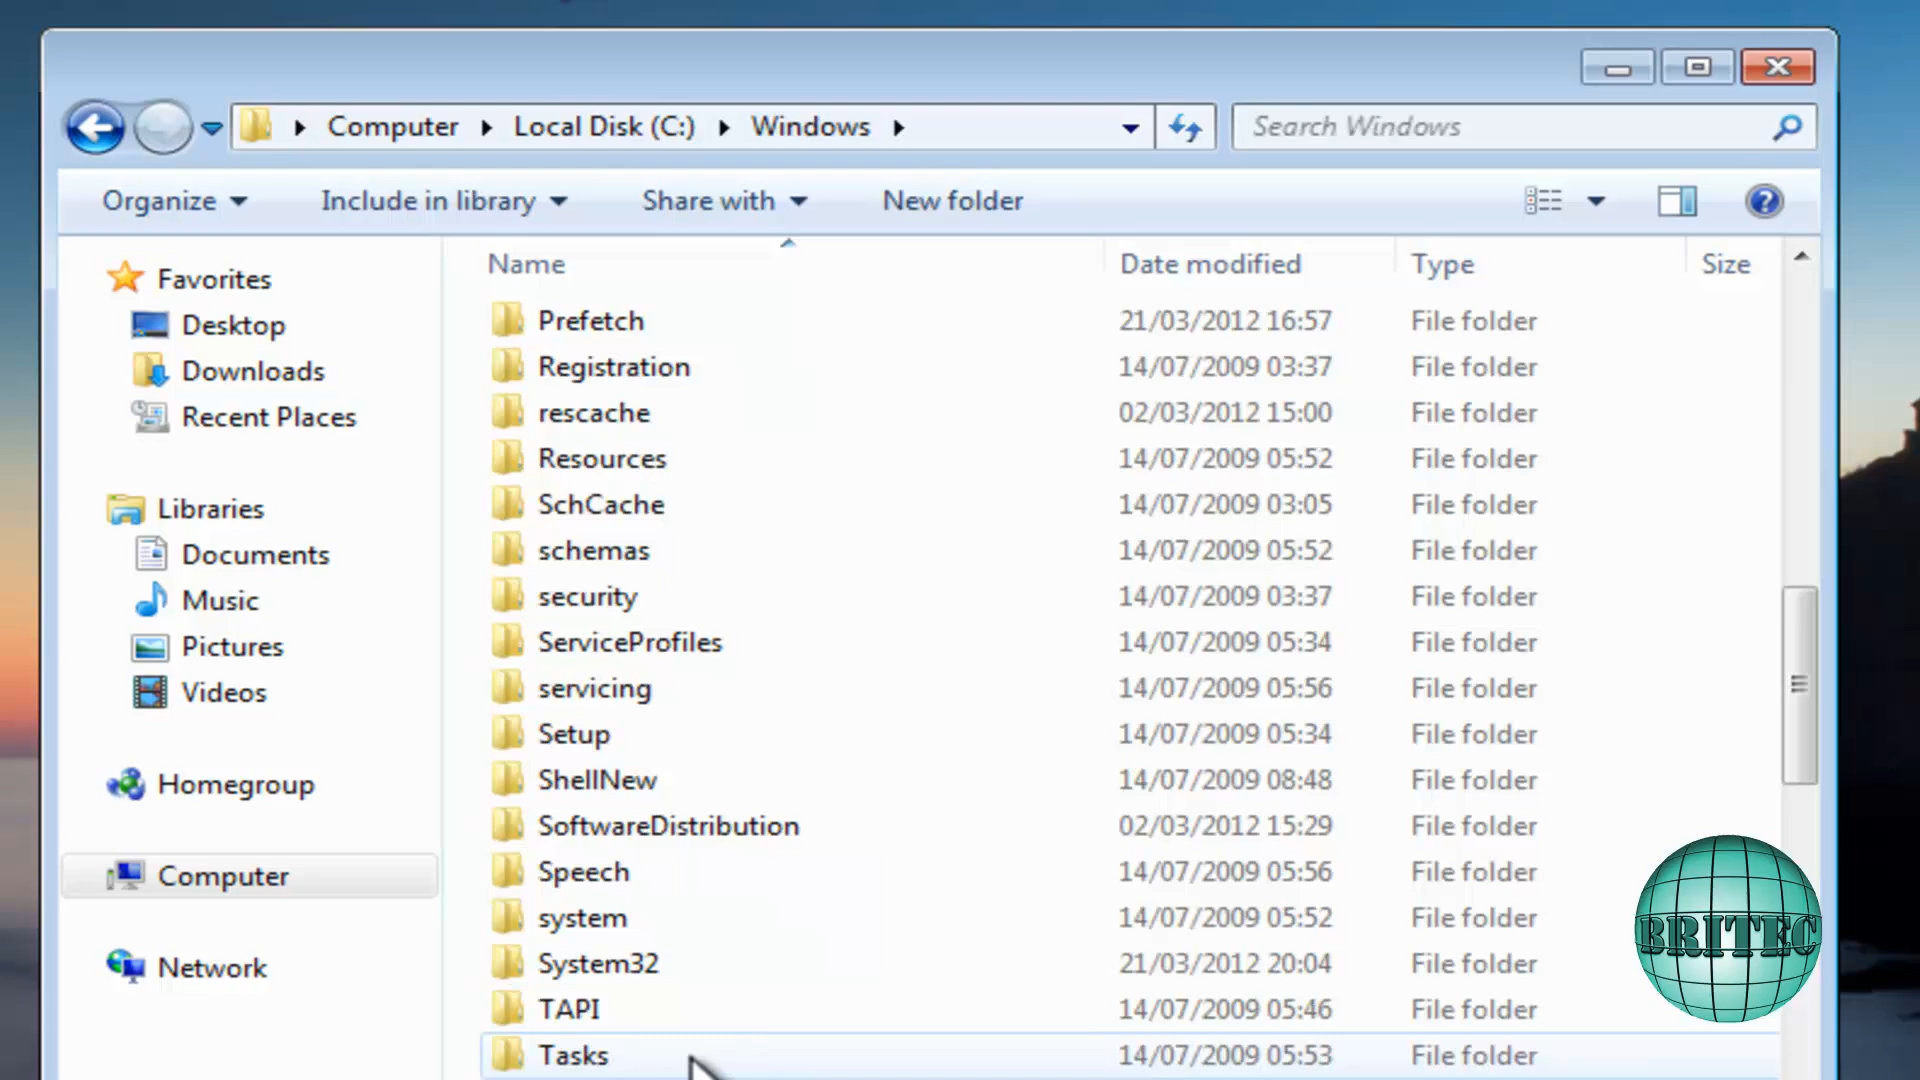 Computer Local Disk (C:) Windows Search Windows
Organize Include in library Share with New folder
Name Date modified Type Size
Favorites
Desktop
Downloads
Recent Places
Libraries
Documents
Music
Pictures
Videos
Homegroup
Computer
Network
Prefetch 21/03/2012 16:57 File folder
Registration 14/07/2009 03:37 File folder
rescache 02/03/2012 15:00 File folder
Resources 14/07/2009 05:52 File folder
SchCache 14/07/2009 03:05 File folder
schemas 14/07/2009 05:52 File folder
security 14/07/2009 03:37 File folder
ServiceProfiles 14/07/2009 05:34 File folder
servicing 14/07/2009 05:56 File folder
Setup 14/07/2009 05:34 File folder
ShellNew 14/07/2009 08:48 File folder
SoftwareDistribution 02/03/2012 15:29 File folder
Speech 14/07/2009 05:56 File folder
system 14/07/2009 05:52 File folder
System32 21/03/2012 20:04 File folder
TAPI 14/07/2009 05:46 File folder
Tasks 14/07/2009 05:53 File folder
BRITEC